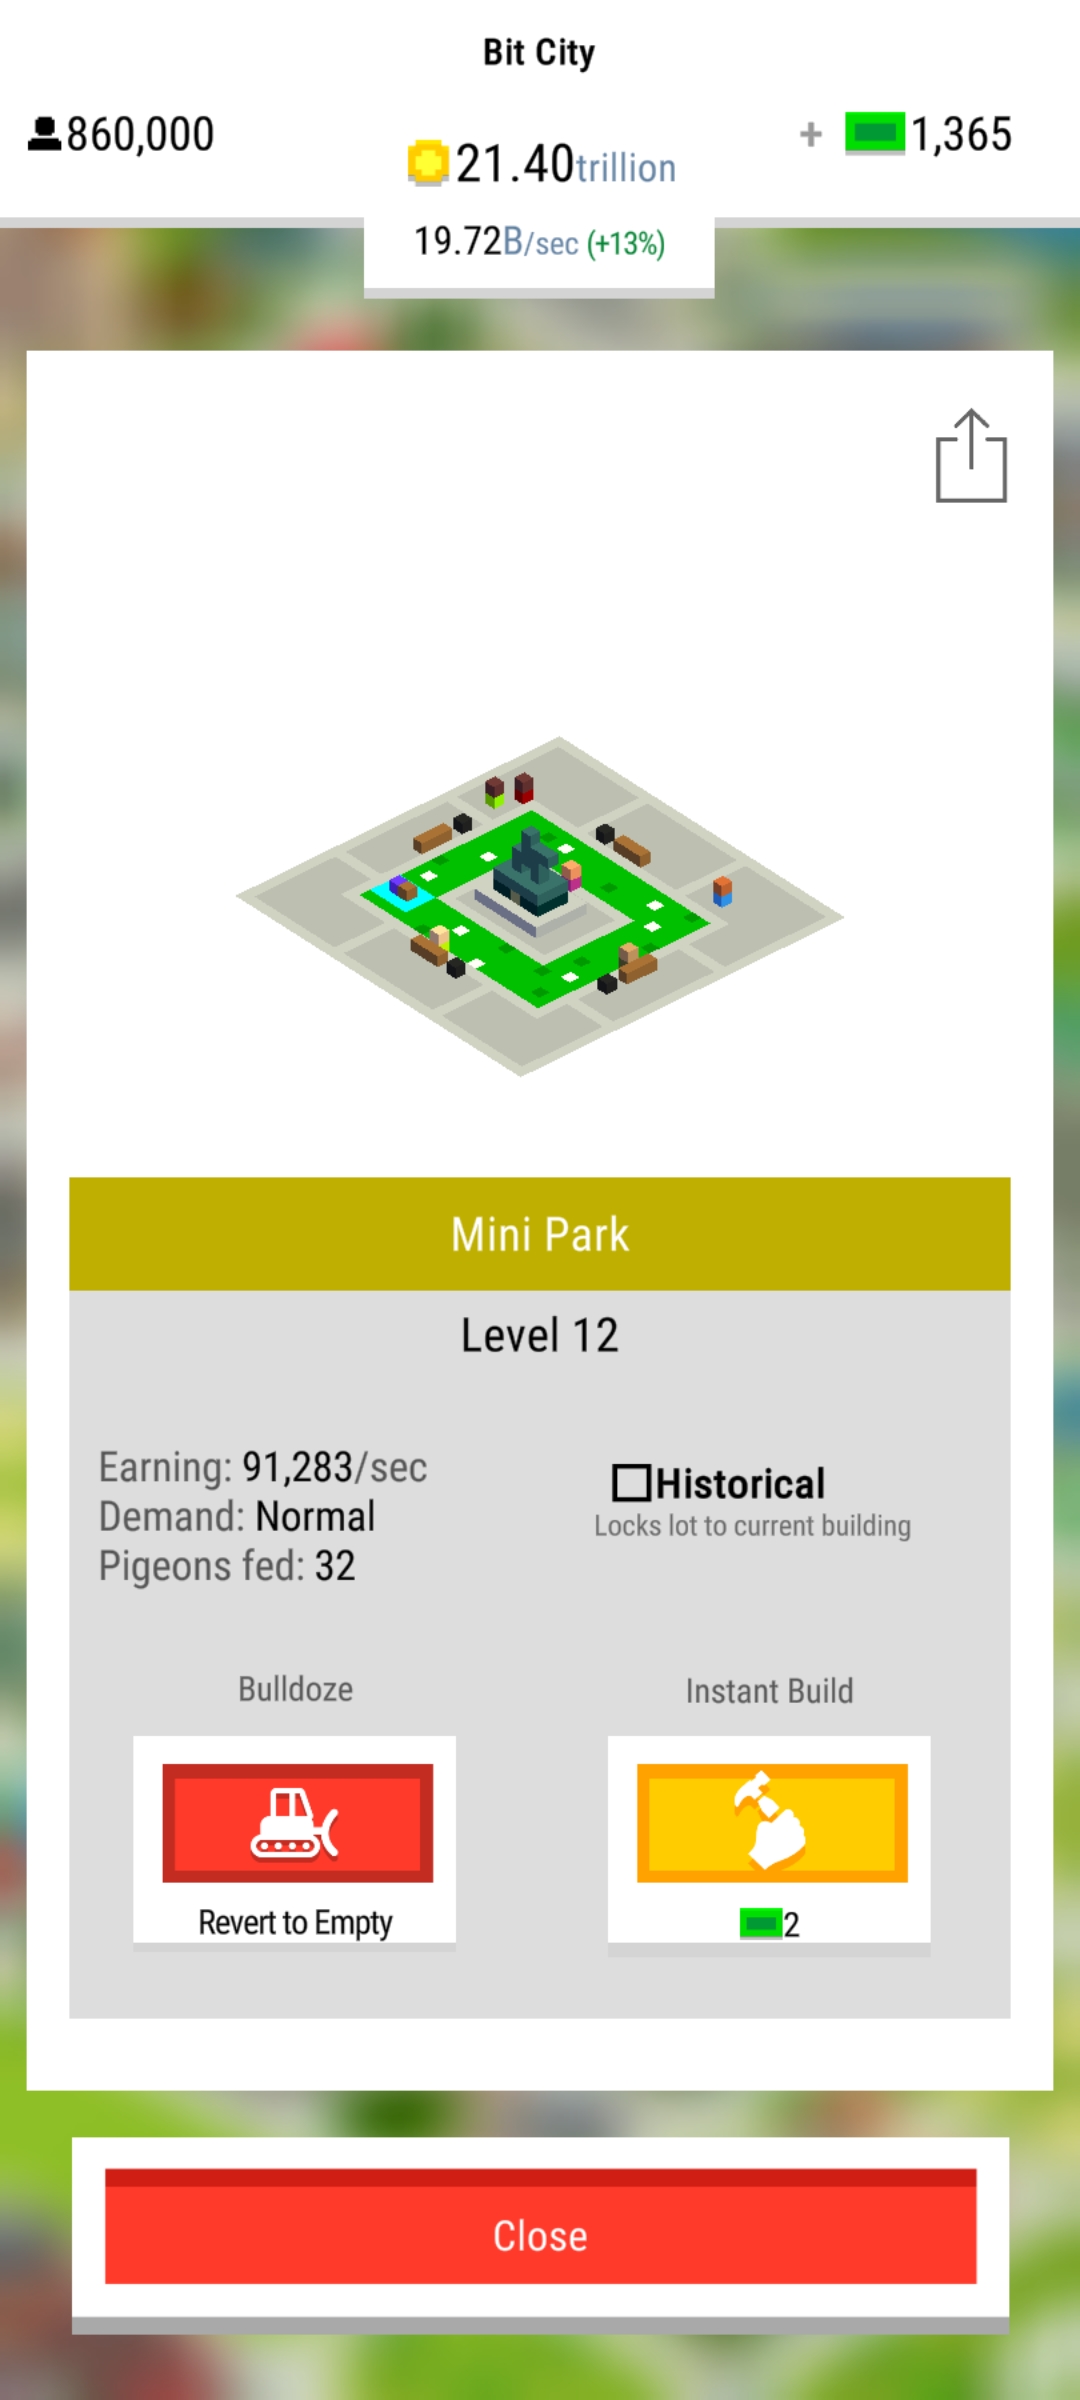 Bit City
860,000
21.40trillion
+ 1,365
19.72B/sec (+13%)
Mini Park
Level 12
Earning: 91,283/sec
Demand: Normal
Pigeons fed: 32
Historical
Locks lot to current building
Bulldoze
Revert to Empty
Instant Build
2
Close